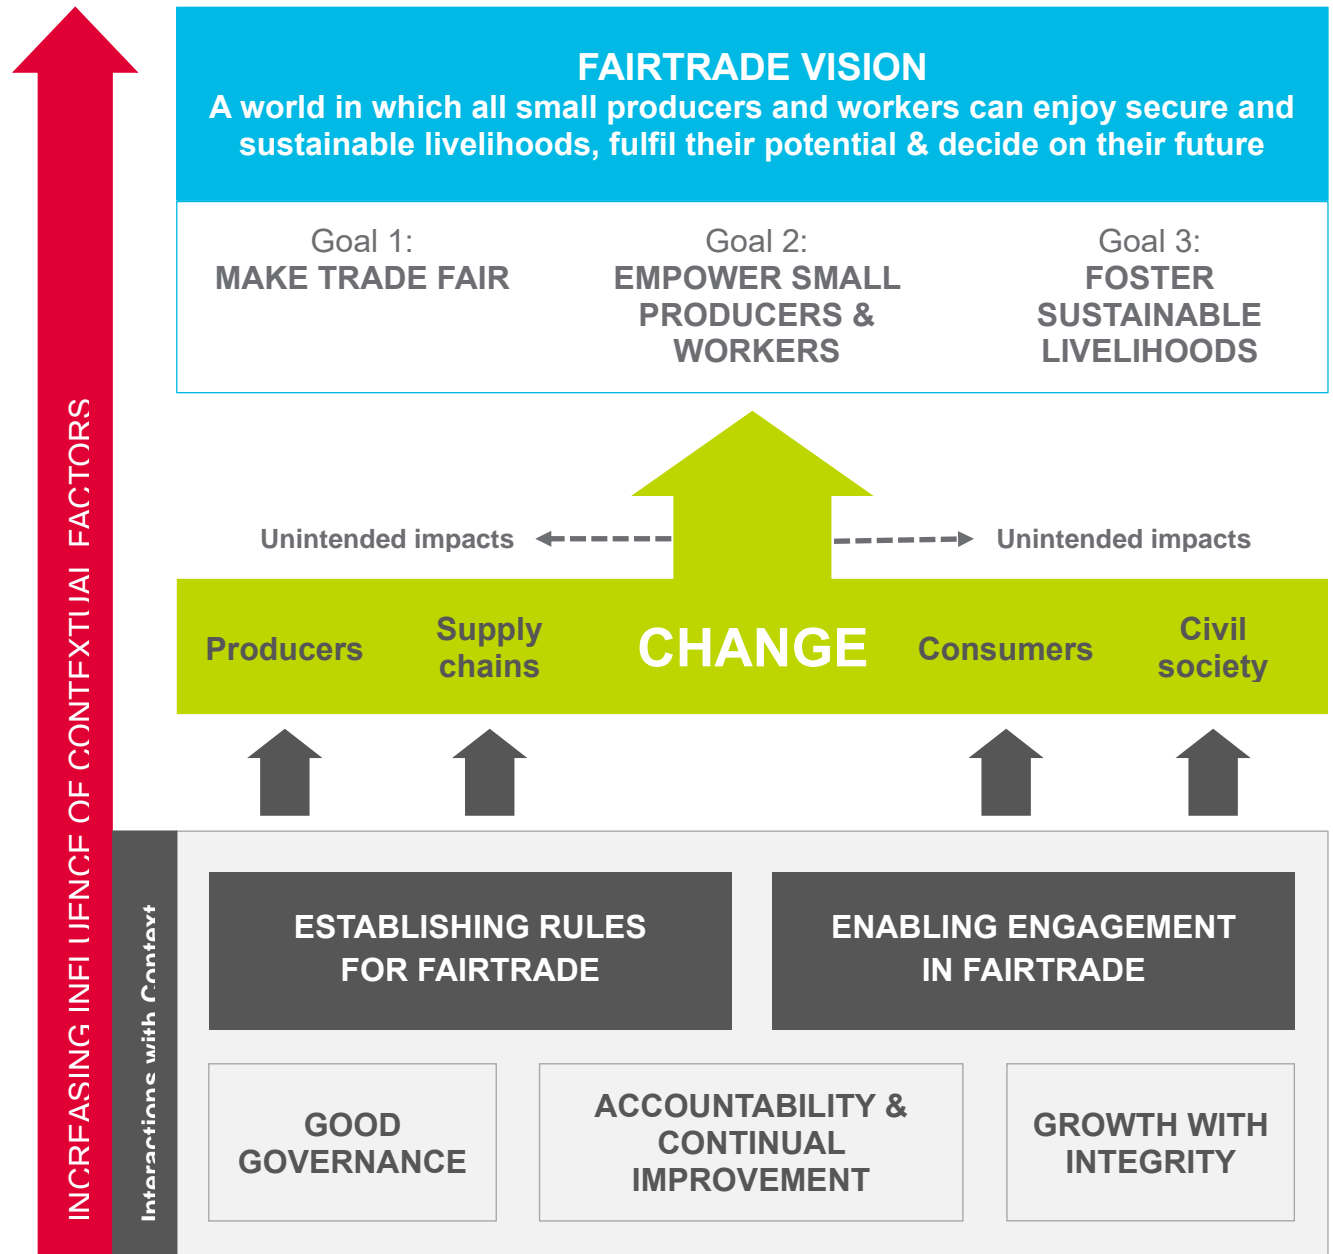 FAIRTRADE VISION
A world in which all small producers and workers can enjoy secure and
sustainable livelihoods, fulfil their potential & decide on their future
Goal 1:
MAKE TRADE FAIR
Goal 2:
EMPOWER SMALL
PRODUCERS &
WORKERS
Goal 3:
FOSTER
SUSTAINABLE
LIVELIHOODS
Unintended impacts
Unintended impacts
Producers
Supply
chains
CHANGE
Consumers
Civil
society
ESTABLISHING RULES
FOR FAIRTRADE
ENABLING ENGAGEMENT
IN FAIRTRADE
GOOD
GOVERNANCE
ACCOUNTABILITY &
CONTINUAL
IMPROVEMENT
GROWTH WITH
INTEGRITY
INCREASING INFLUENCE OF CONTEXTUAL FACTORS
Interactions with Context